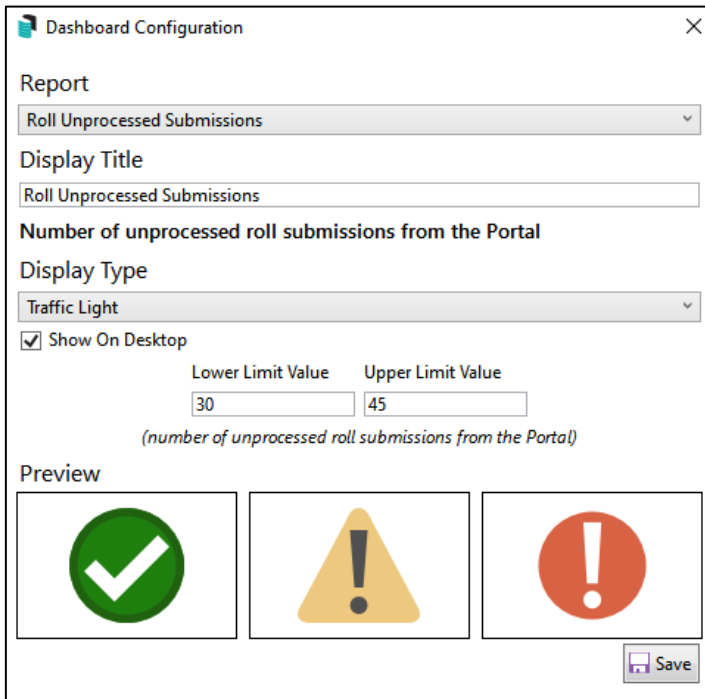 Dashboard Configuration
Report
Roll Unprocessed Submissions
Display Title
Roll Unprocessed Submissions
Number of unprocessed roll submissions from the Portal
Display Type
Traffic Light
Show On Desktop
Lower Limit Value Upper Limit Value
30 45
(number of unprocessed roll submissions from the Portal)
Preview
Save